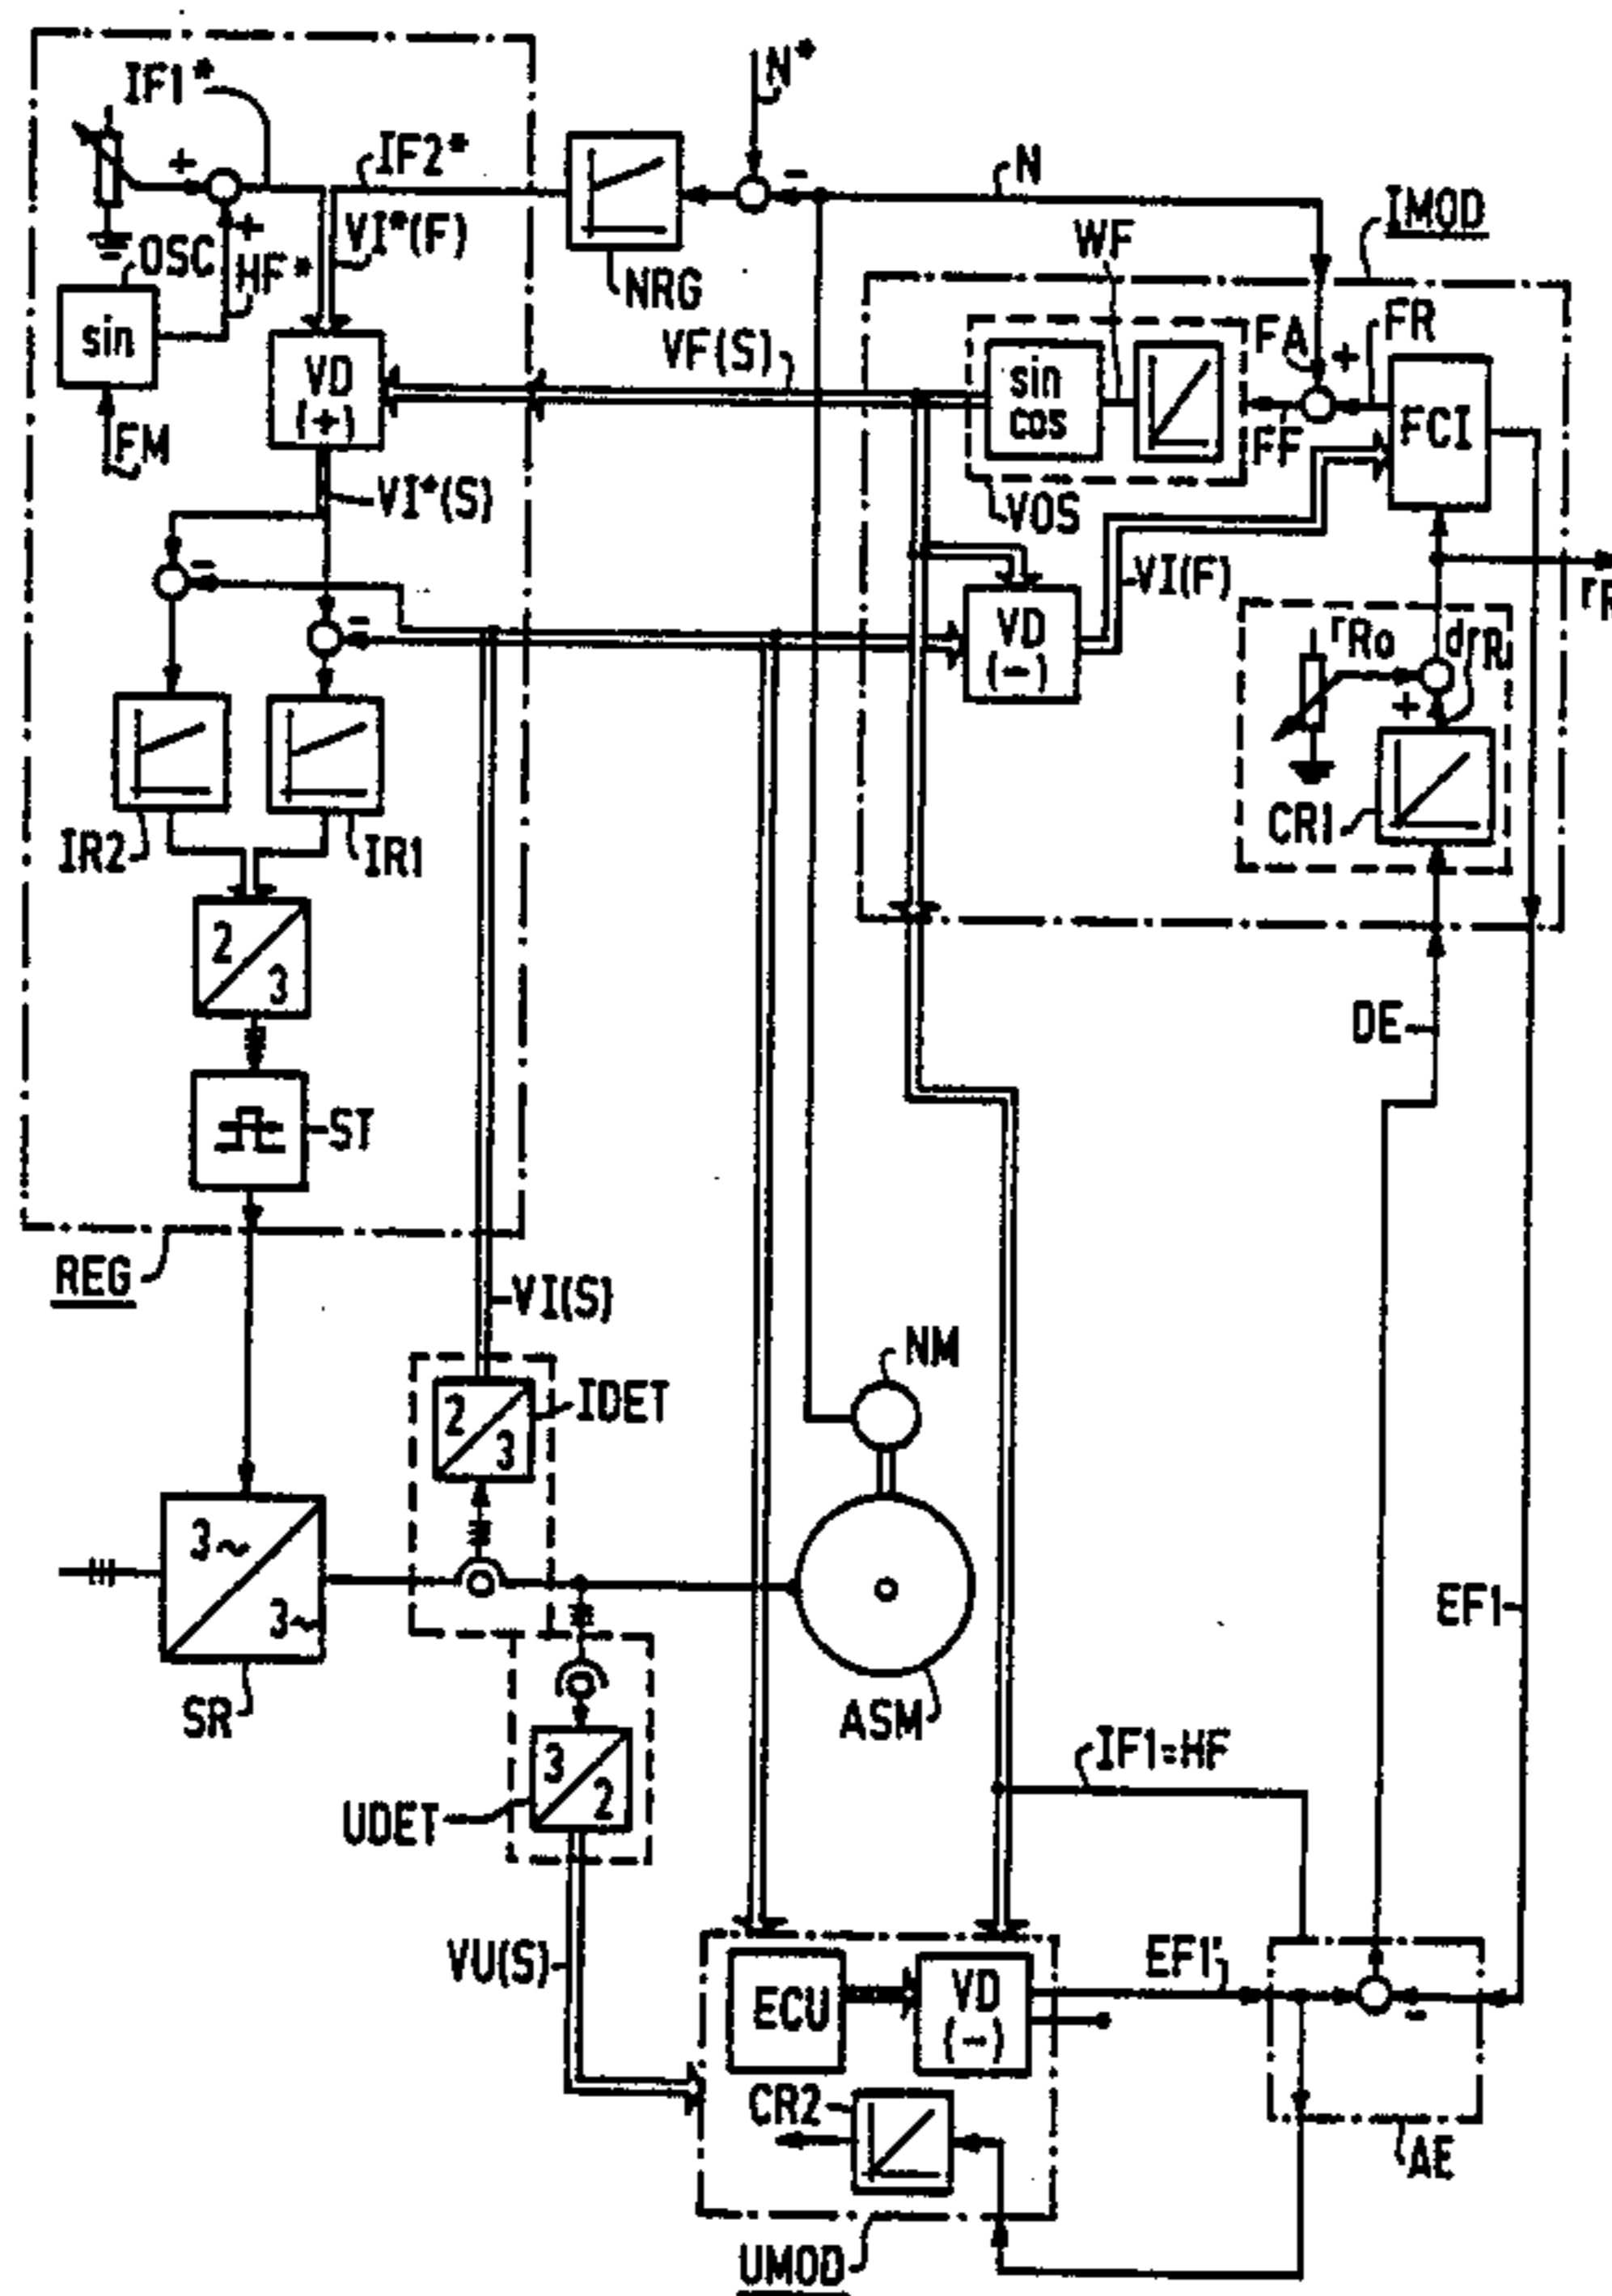 IF1*
N*
+
IF2*
-
N
IMOD
+
VI*(F)
WF
OSC
HF*
NRG
FR
sin
VF(S)
FA
+
VD
(+)
sin
cos
FCI
FM
FF
VI*(S)
VOS
-
VI(F)
-
VD
(-)
rRo
drR
+
CR1
IR2
IR1
2
3
DE
ST
REG
VI(S)
NM
2
3
IDET
3~
3~
EF1
SR
ASM
IF1=HF
3
2
UDET
VU(S)
EF1'
ECU
VD
(-)
-
CR2
AE
UMOD